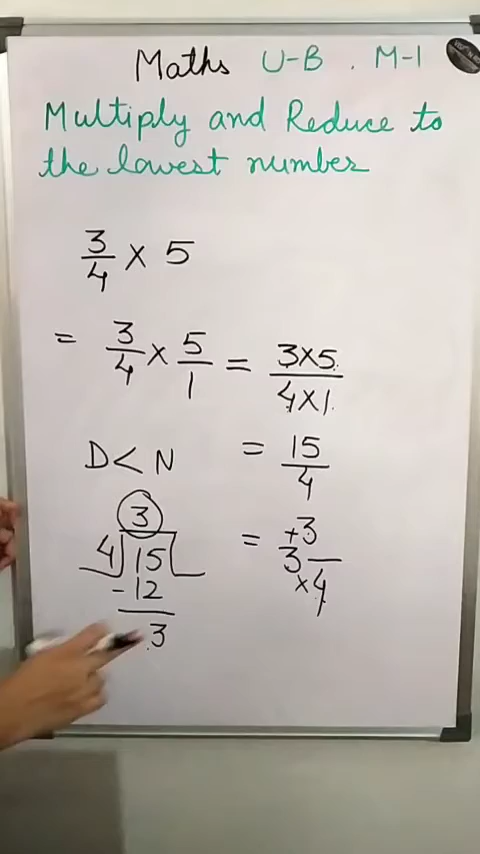 Maths U-B . M-1
Multiply and Reduce to
the lowest number
3/4 × 5
= 3/4 × 5/1 = 3×5/4×1
D < N = 15/4
3
4 15 = 3 +3/×4
-12
3